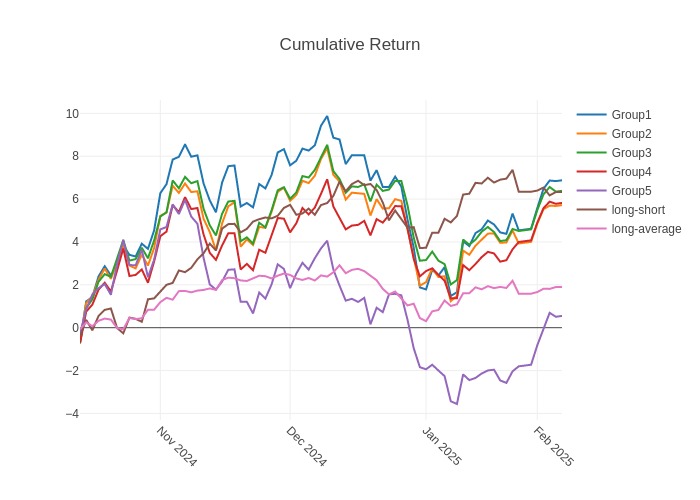 Cumulative Return
10
8
6
4
2
0
−2
−4
Nov 2024
Dec 2024
Jan 2025
Feb 2025
Group1
Group2
Group3
Group4
Group5
long-short
long-average